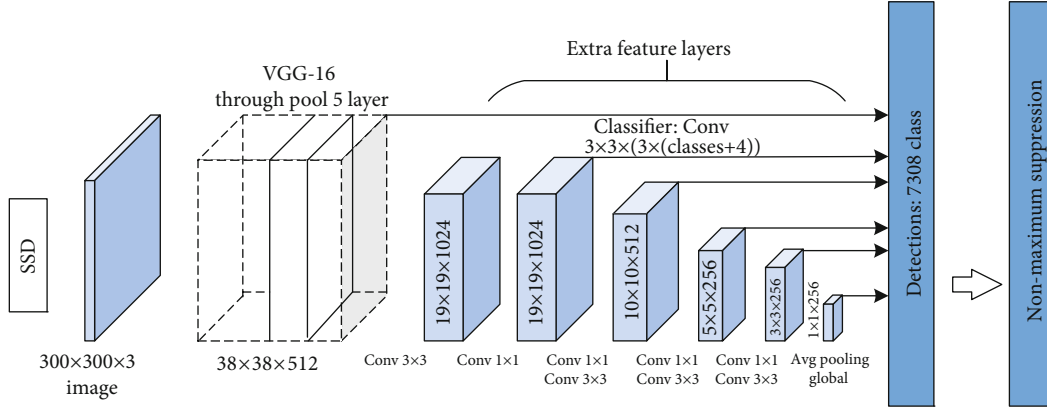 SSD
300×300×3
image
VGG-16
through pool 5 layer
38×38×512
Extra feature layers
Classifier: Conv
3×3×(3×(classes+4))
19×19×1024
19×19×1024
10×10×512
5×5×256
3×3×256
1×1×256
Conv 3×3
Conv 1×1
Conv 1×1
Conv 3×3
Conv 1×1
Conv 3×3
Conv 1×1
Conv 3×3
Avg pooling
global
Detections: 7308 class
Non-maximum suppression